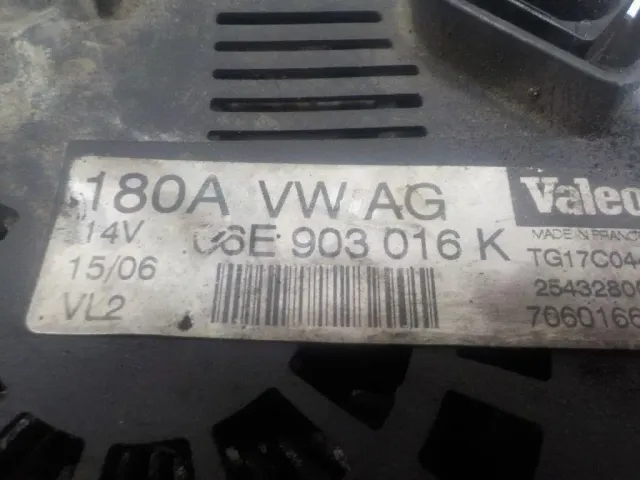 180A VW AG
14V 06E 903 016 K
15/06
VL2
Valeo
MADE IN FRANCE
TG17C04
2543280
7060166